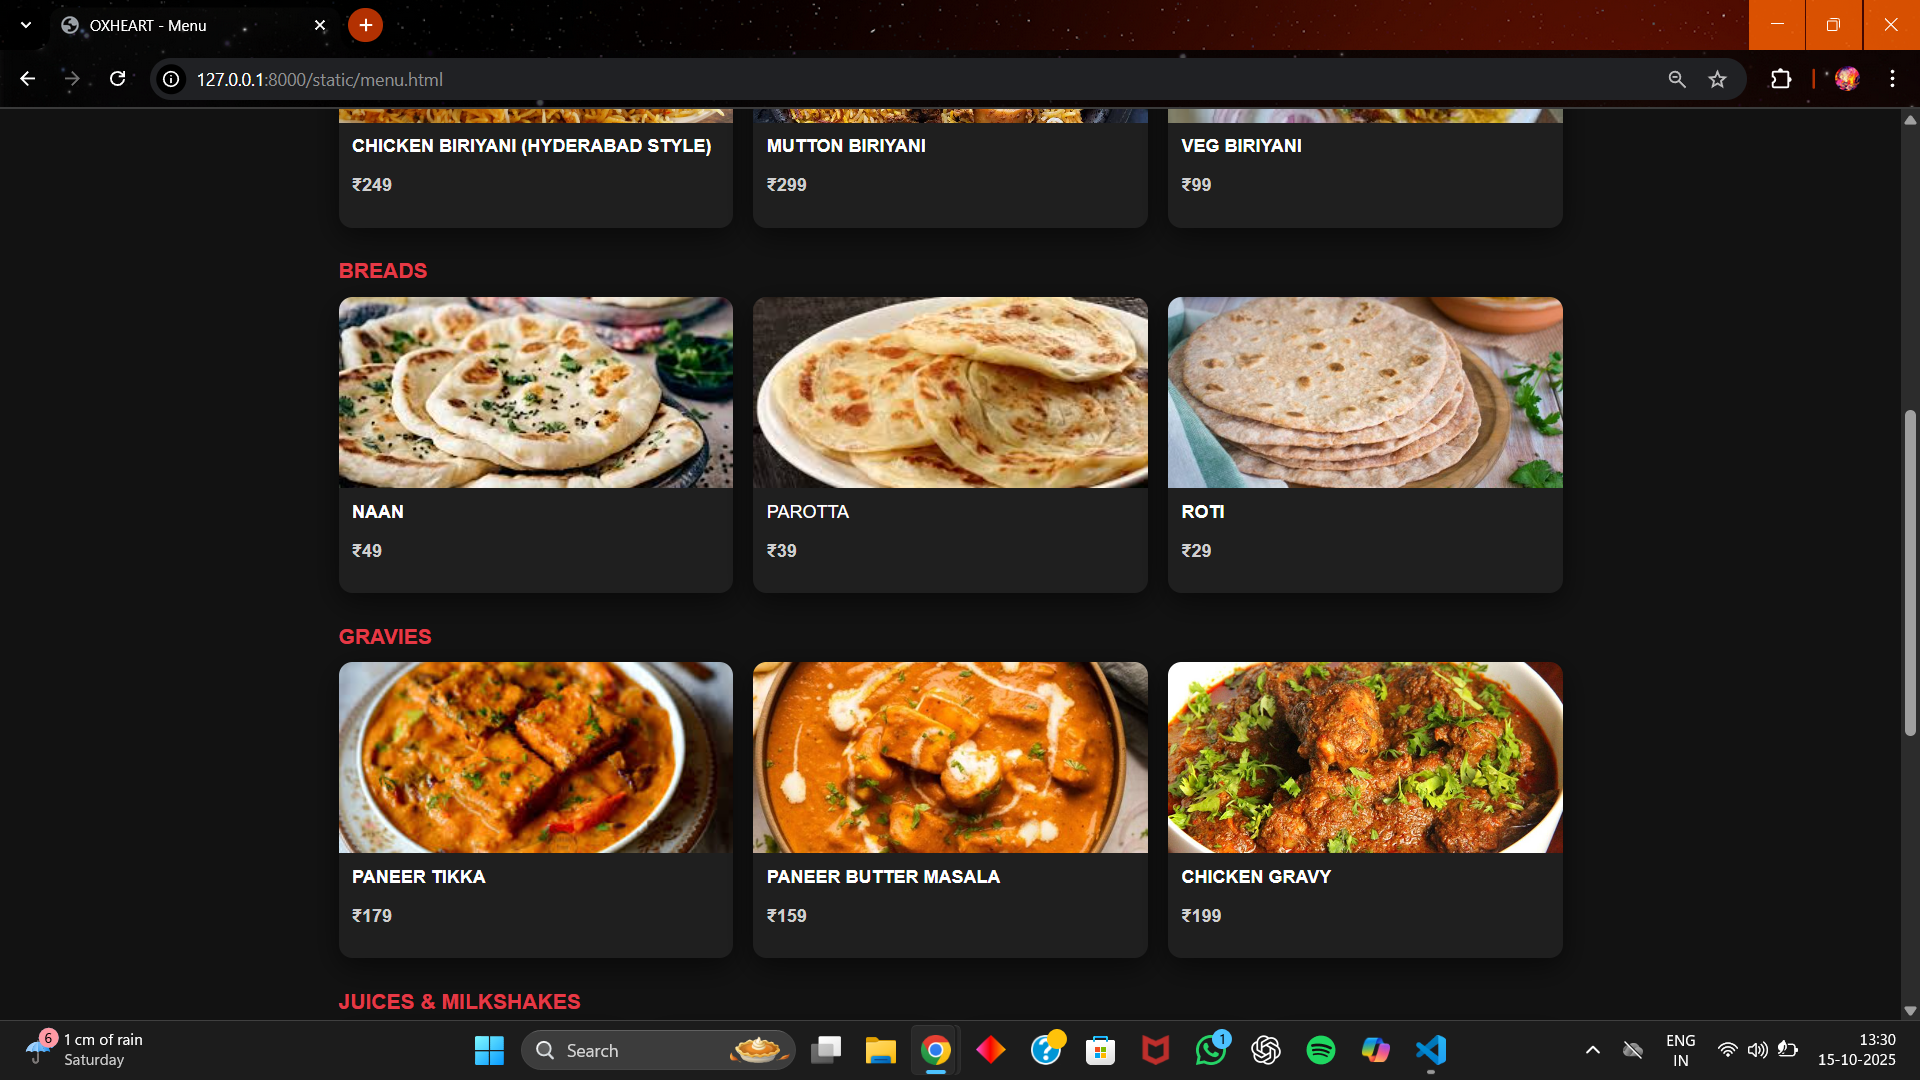 OXHEART - Menu
127.0.0.1:8000/static/menu.html
CHICKEN BIRIYANI (HYDERABAD STYLE)
₹249
MUTTON BIRIYANI
₹299
VEG BIRIYANI
₹99
BREADS
NAAN
₹49
PAROTTA
₹39
ROTI
₹29
GRAVIES
PANEER TIKKA
₹179
PANEER BUTTER MASALA
₹159
CHICKEN GRAVY
₹199
JUICES & MILKSHAKES
6
1 cm of rain
Saturday
Search
1
ENG
IN
13:30
15-10-2025